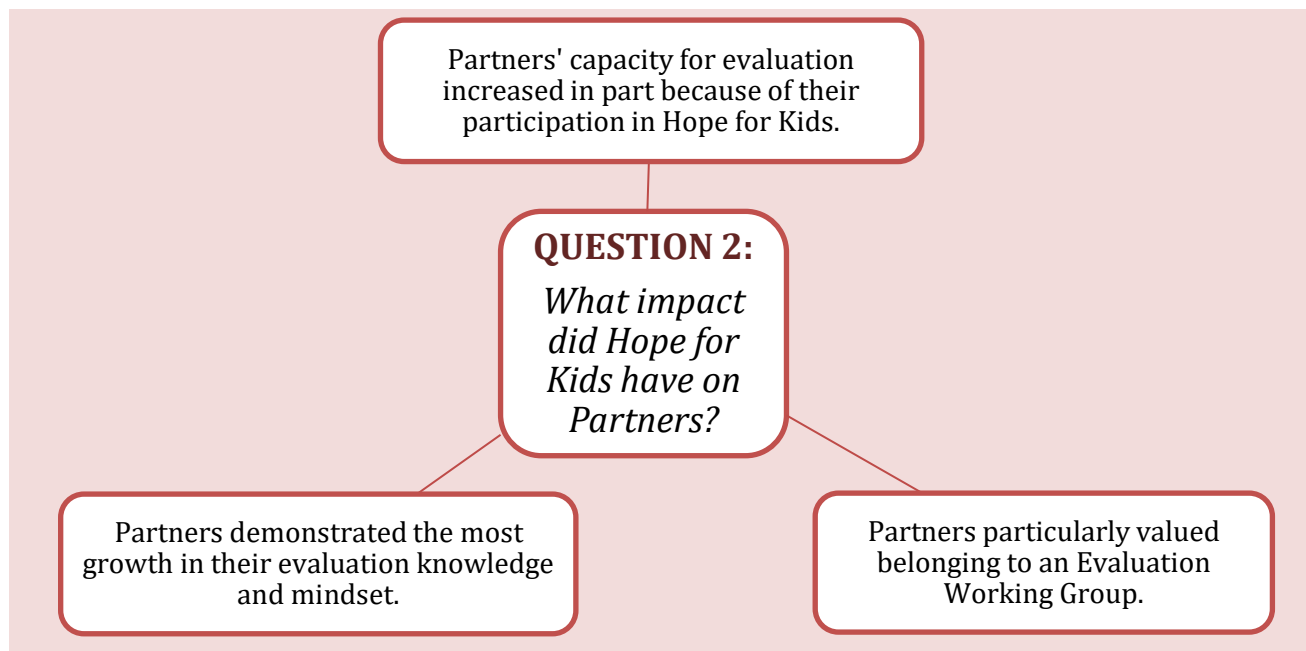 Partners' capacity for evaluation
increased in part because of their
participation in Hope for Kids.
QUESTION 2:
What impact
did Hope for
Kids have on
Partners?
Partners demonstrated the most
growth in their evaluation knowledge
and mindset.
Partners particularly valued
belonging to an Evaluation
Working Group.